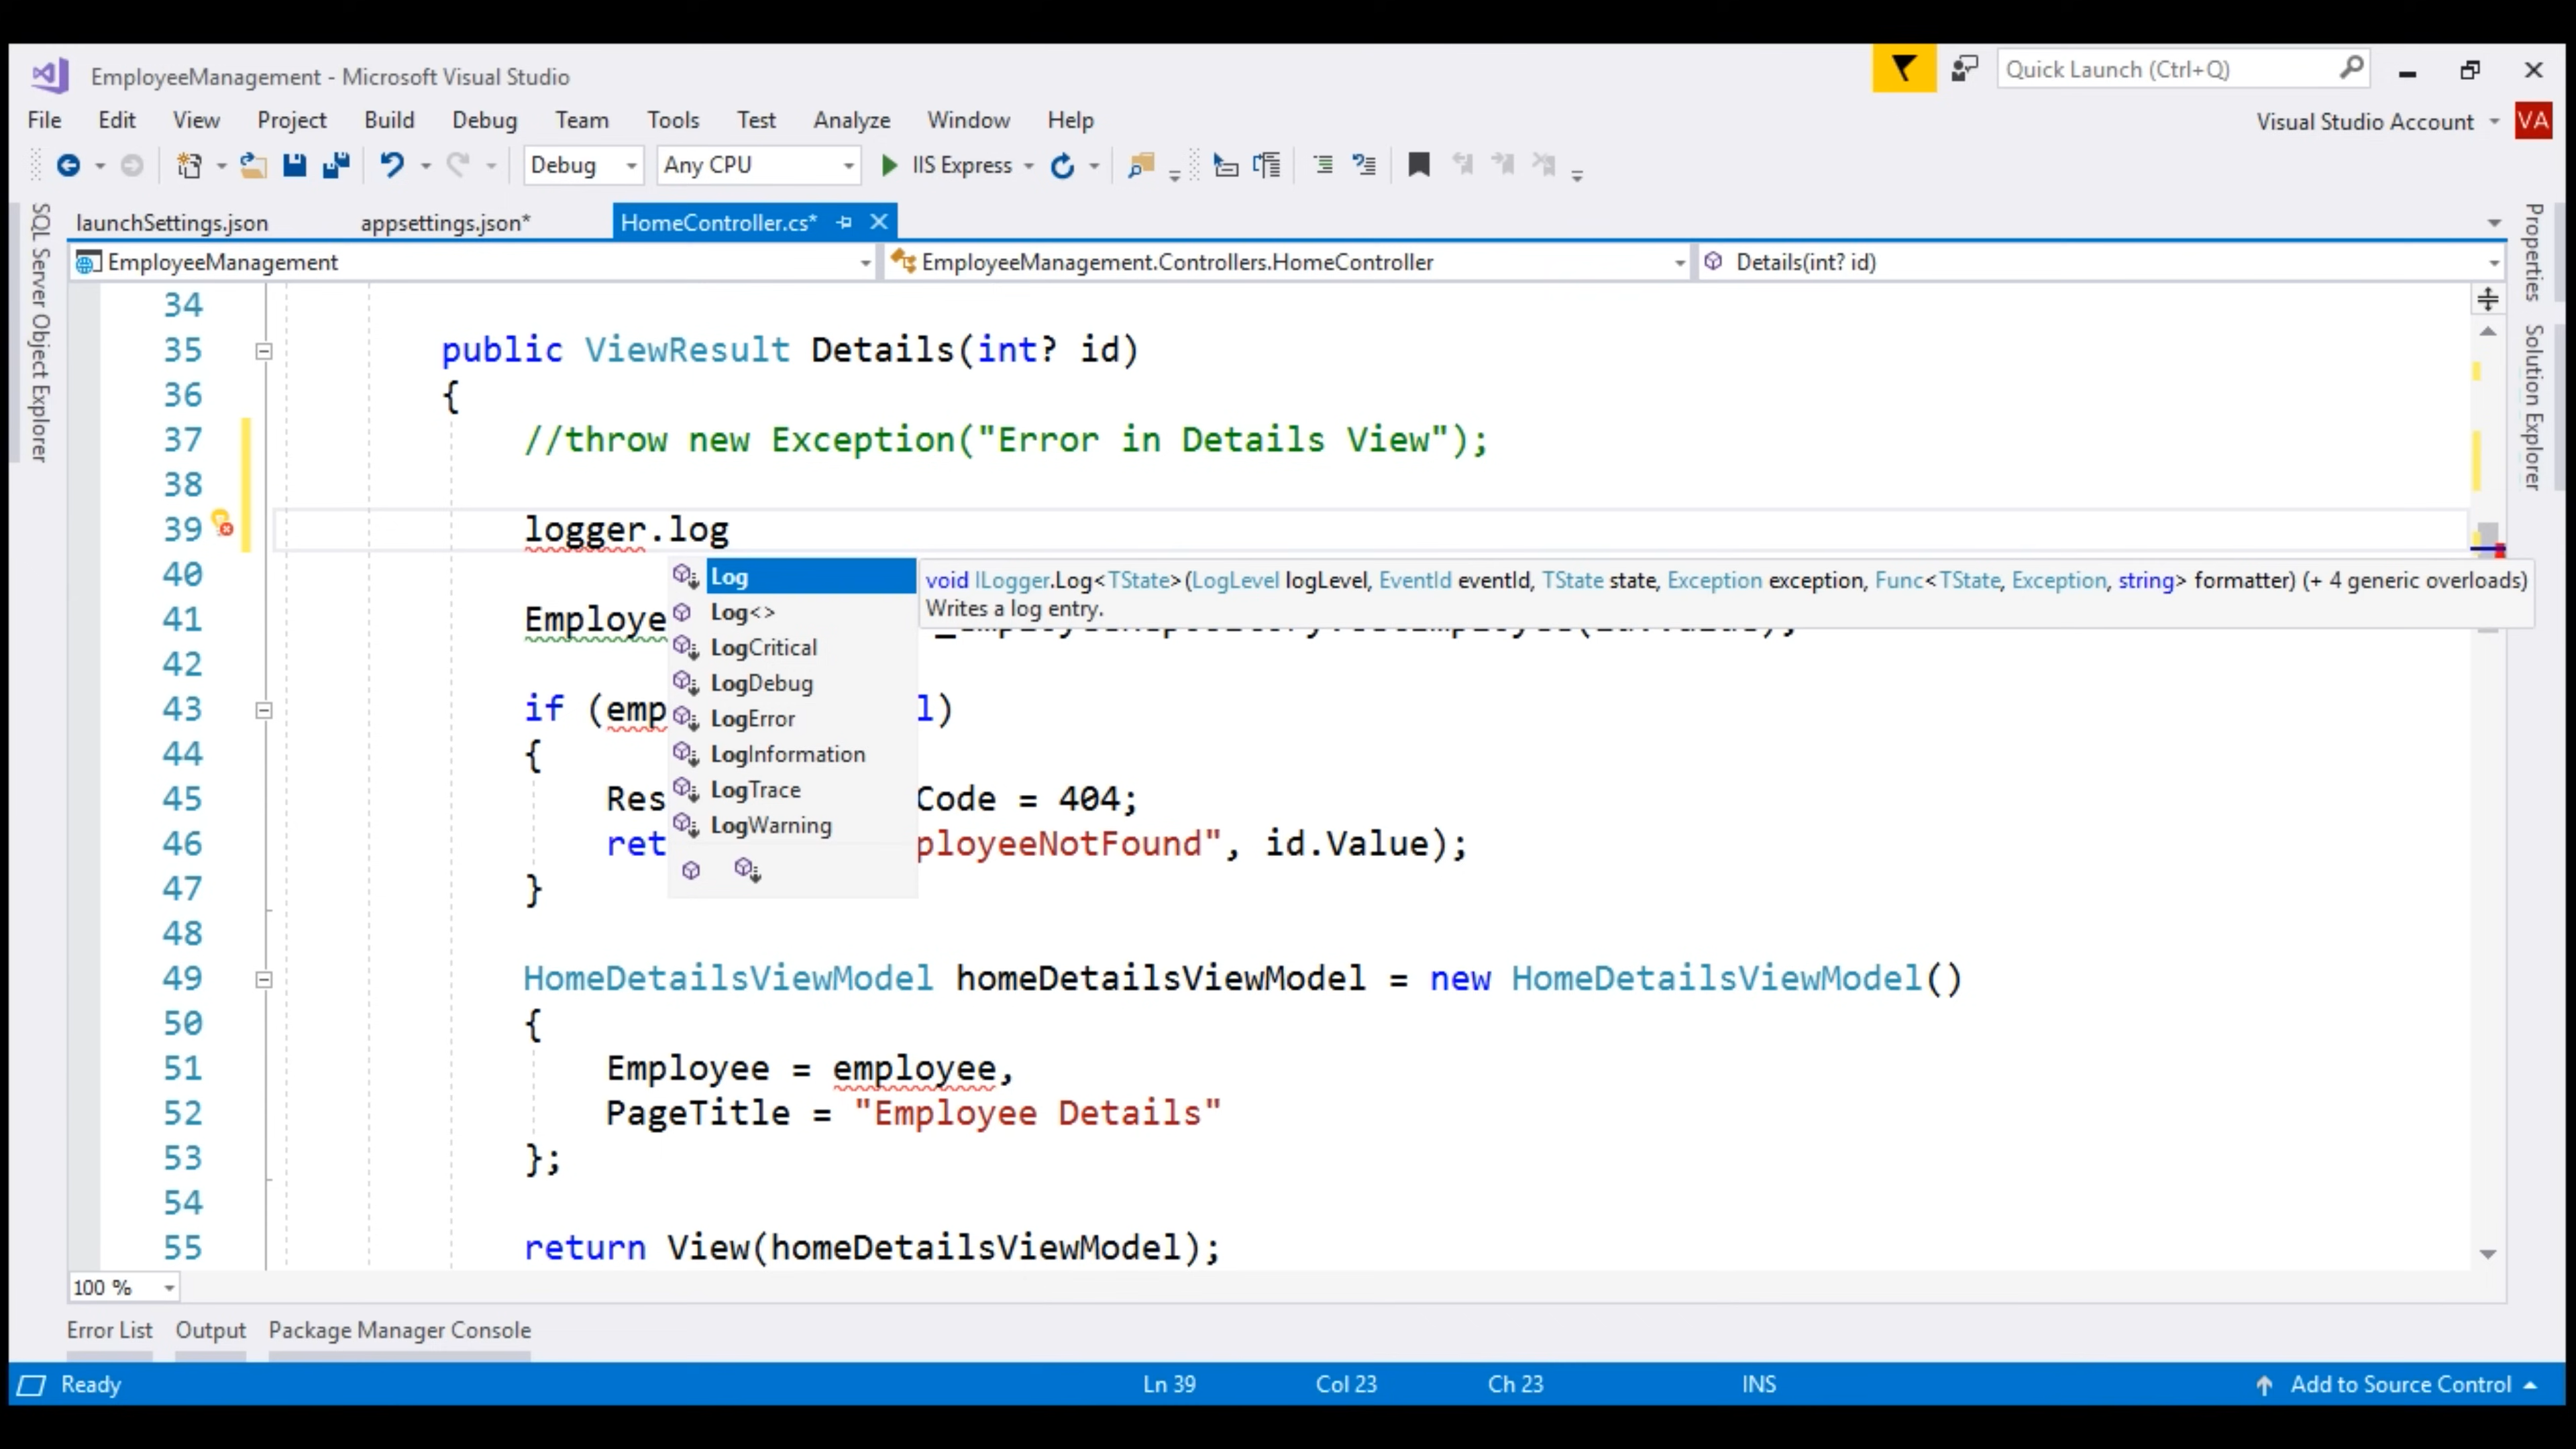 EmployeeManagement - Microsoft Visual Studio
Quick Launch (Ctrl+Q)
File Edit View Project Build Debug Team Tools Test Analyze Window Help
Visual Studio Account VA
Debug Any CPU IIS Express
launchSettings.json appsettings.json* HomeController.cs*
EmployeeManagement EmployeeManagement.Controllers.HomeController Details(int? id)
SQL Server Object Explorer
Properties
Solution Explorer
34
35 public ViewResult Details(int? id)
36 {
37 //throw new Exception("Error in Details View");
38
39 logger.log
Log
void ILogger.Log<TState>(LogLevel logLevel, EventId eventId, TState state, Exception exception, Func<TState, Exception, string> formatter) (+ 4 generic overloads)
Writes a log entry.
Log<>
LogCritical
LogDebug
LogError
LogInformation
LogTrace
LogWarning
40
41 Employe
42
43 if (emp l)
44 {
45 Res Code = 404;
46 ret ployeeNotFound", id.Value);
47 }
48
49 HomeDetailsViewModel homeDetailsViewModel = new HomeDetailsViewModel()
50 {
51 Employee = employee,
52 PageTitle = "Employee Details"
53 };
54
55 return View(homeDetailsViewModel);
100 %
Error List Output Package Manager Console
Ready Ln 39 Col 23 Ch 23 INS Add to Source Control